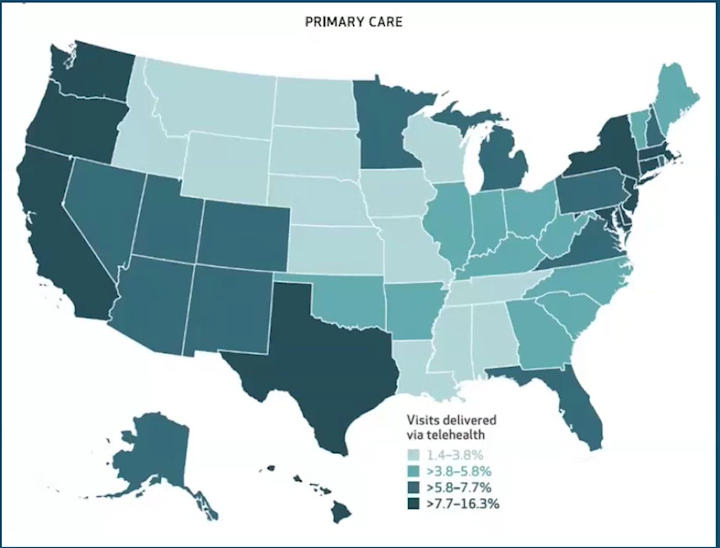 PRIMARY CARE
Visits delivered
via telehealth
1.4–3.8%
>3.8–5.8%
>5.8–7.7%
>7.7–16.3%